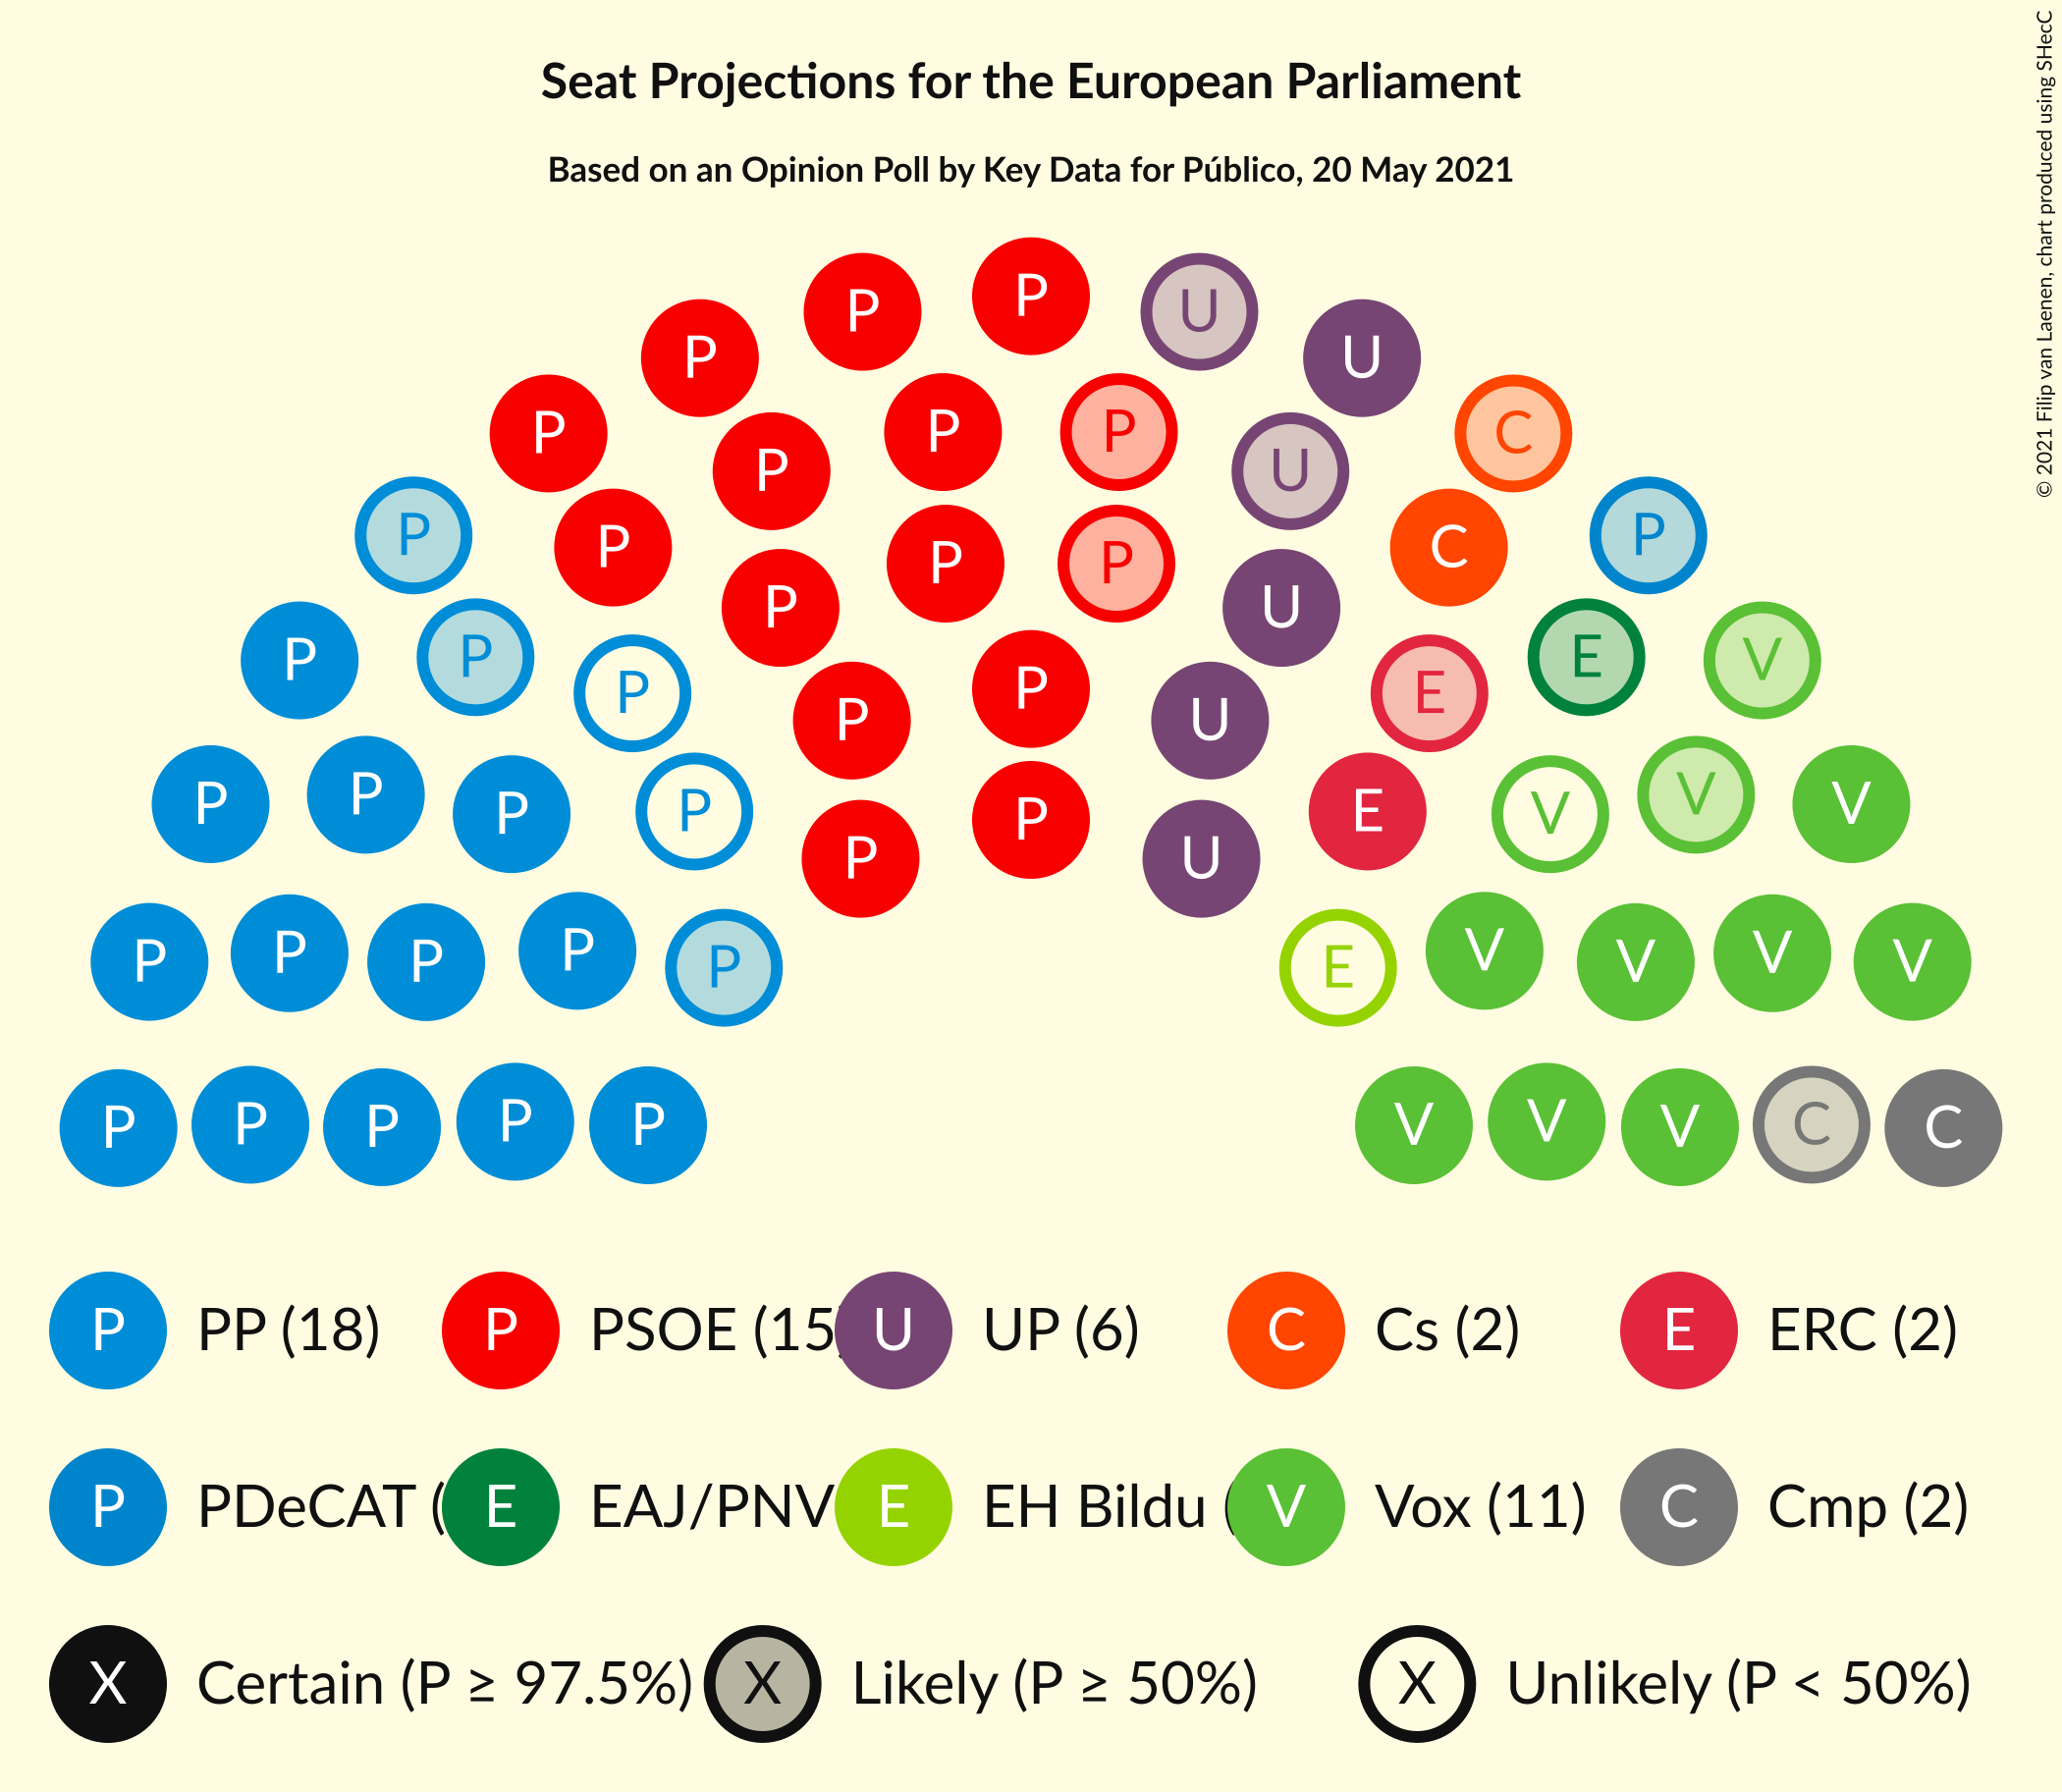 Seat Projections for the European Parliament
Based on an Opinion Poll by Key Data for Público, 20 May 2021
© 2021 Filip van Laenen, chart produced using SHecC
P P U
P U
P P P C
P U
P P P P C P
P U
P P P P E E V
P U
P P P P P E V V V
P U
P P P P P E V V V V
P P P P P V V V C C
P PP (18) P PSOE (15 U UP (6) C Cs (2) E ERC (2)
P PDeCAT ( E EAJ/PNV E EH Bildu ( V Vox (11) C Cmp (2)
X Certain (P ≥ 97.5%) X Likely (P ≥ 50%) X Unlikely (P < 50%)